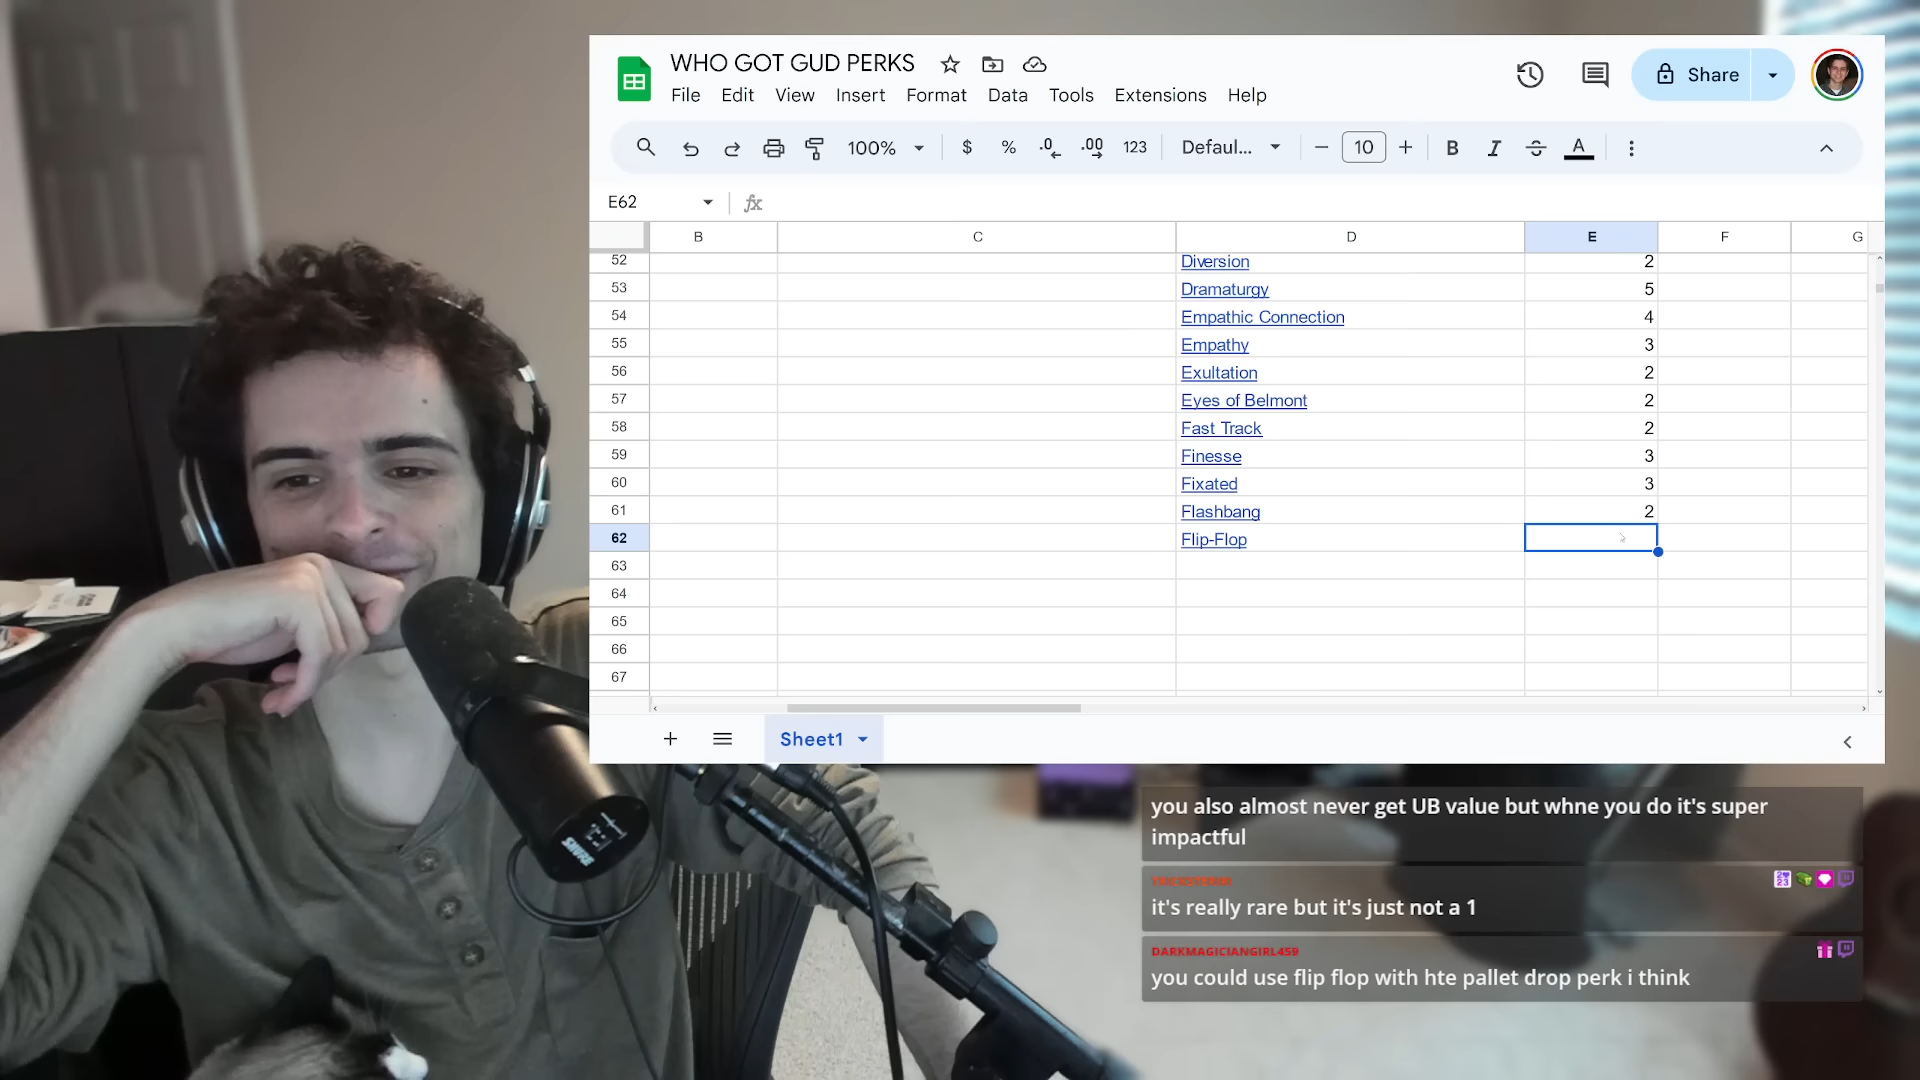 WHO GOT GUD PERKS
File Edit View Insert Format Data Tools Extensions Help
Share
100% $ % .0 .00 123 Defaul... 10 B I S A
E62 fx
B C D E F G
52 Diversion 2
53 Dramaturgy 5
54 Empathic Connection 4
55 Empathy 3
56 Exultation 2
57 Eyes of Belmont 2
58 Fast Track 2
59 Finesse 3
60 Fixated 3
61 Flashbang 2
62 Flip-Flop
63
64
65
66
67
Sheet1
you also almost never get UB value but whne you do it's super
impactful
it's really rare but it's just not a 1
DARKMAGICIANGIRL459
you could use flip flop with hte pallet drop perk i think
SHURE